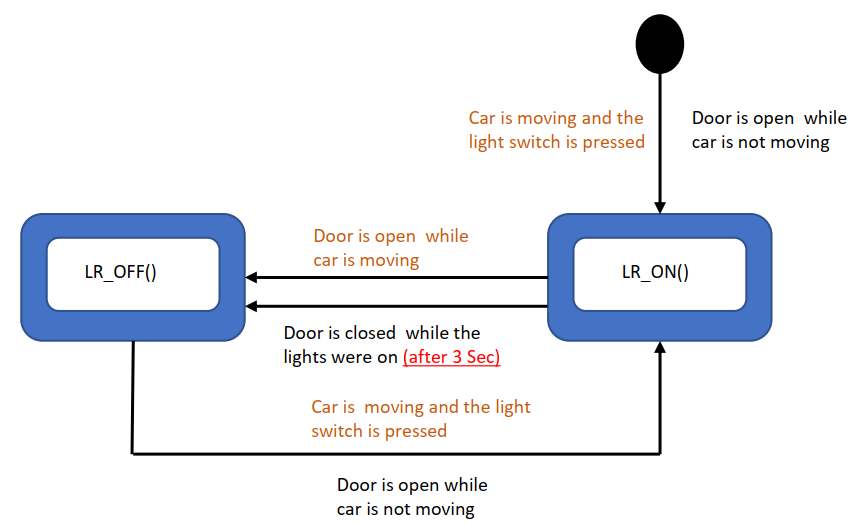 Car is moving and the
light switch is pressed
Door is open while
car is not moving
LR_OFF()
Door is open while
car is moving
LR_ON()
Door is closed while the
lights were on (after 3 Sec)
Car is moving and the light
switch is pressed
Door is open while
car is not moving